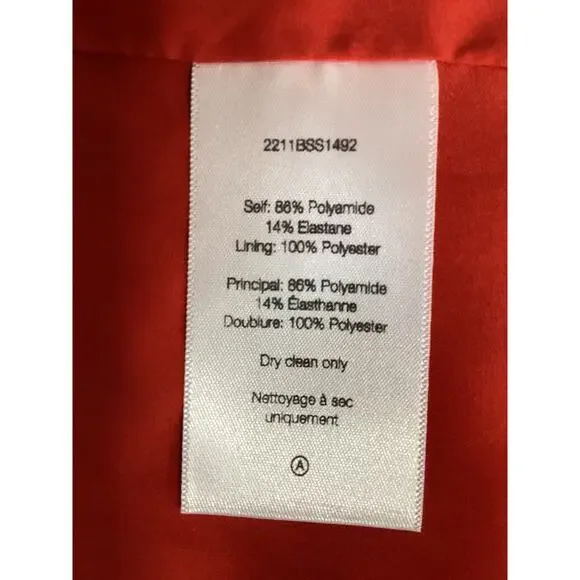 2211BSS1492
Self: 86% Polyamide
14% Elastane
Lining: 100% Polyester
Principal: 86% Polyamide
14% Élasthanne
Doublure: 100% Polyester
Dry clean only
Nettoyage à sec
uniquement
A